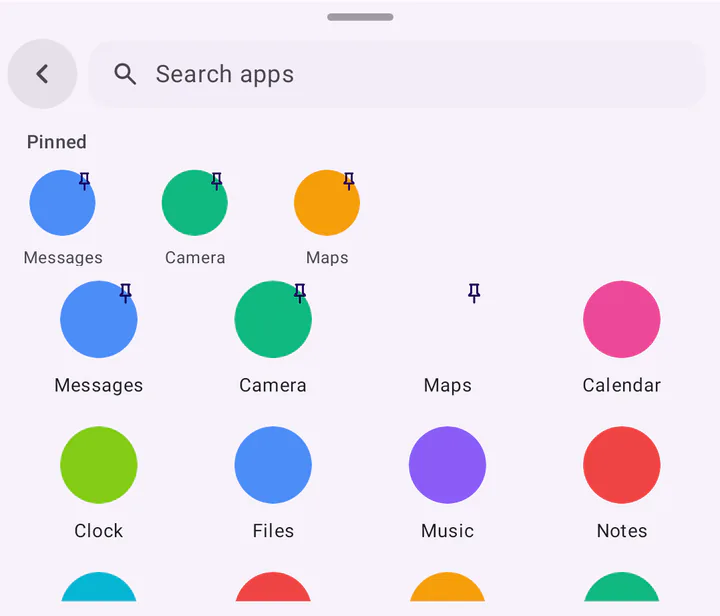 Search apps
Pinned
Messages Camera Maps
Messages Camera Maps Calendar
Clock Files Music Notes